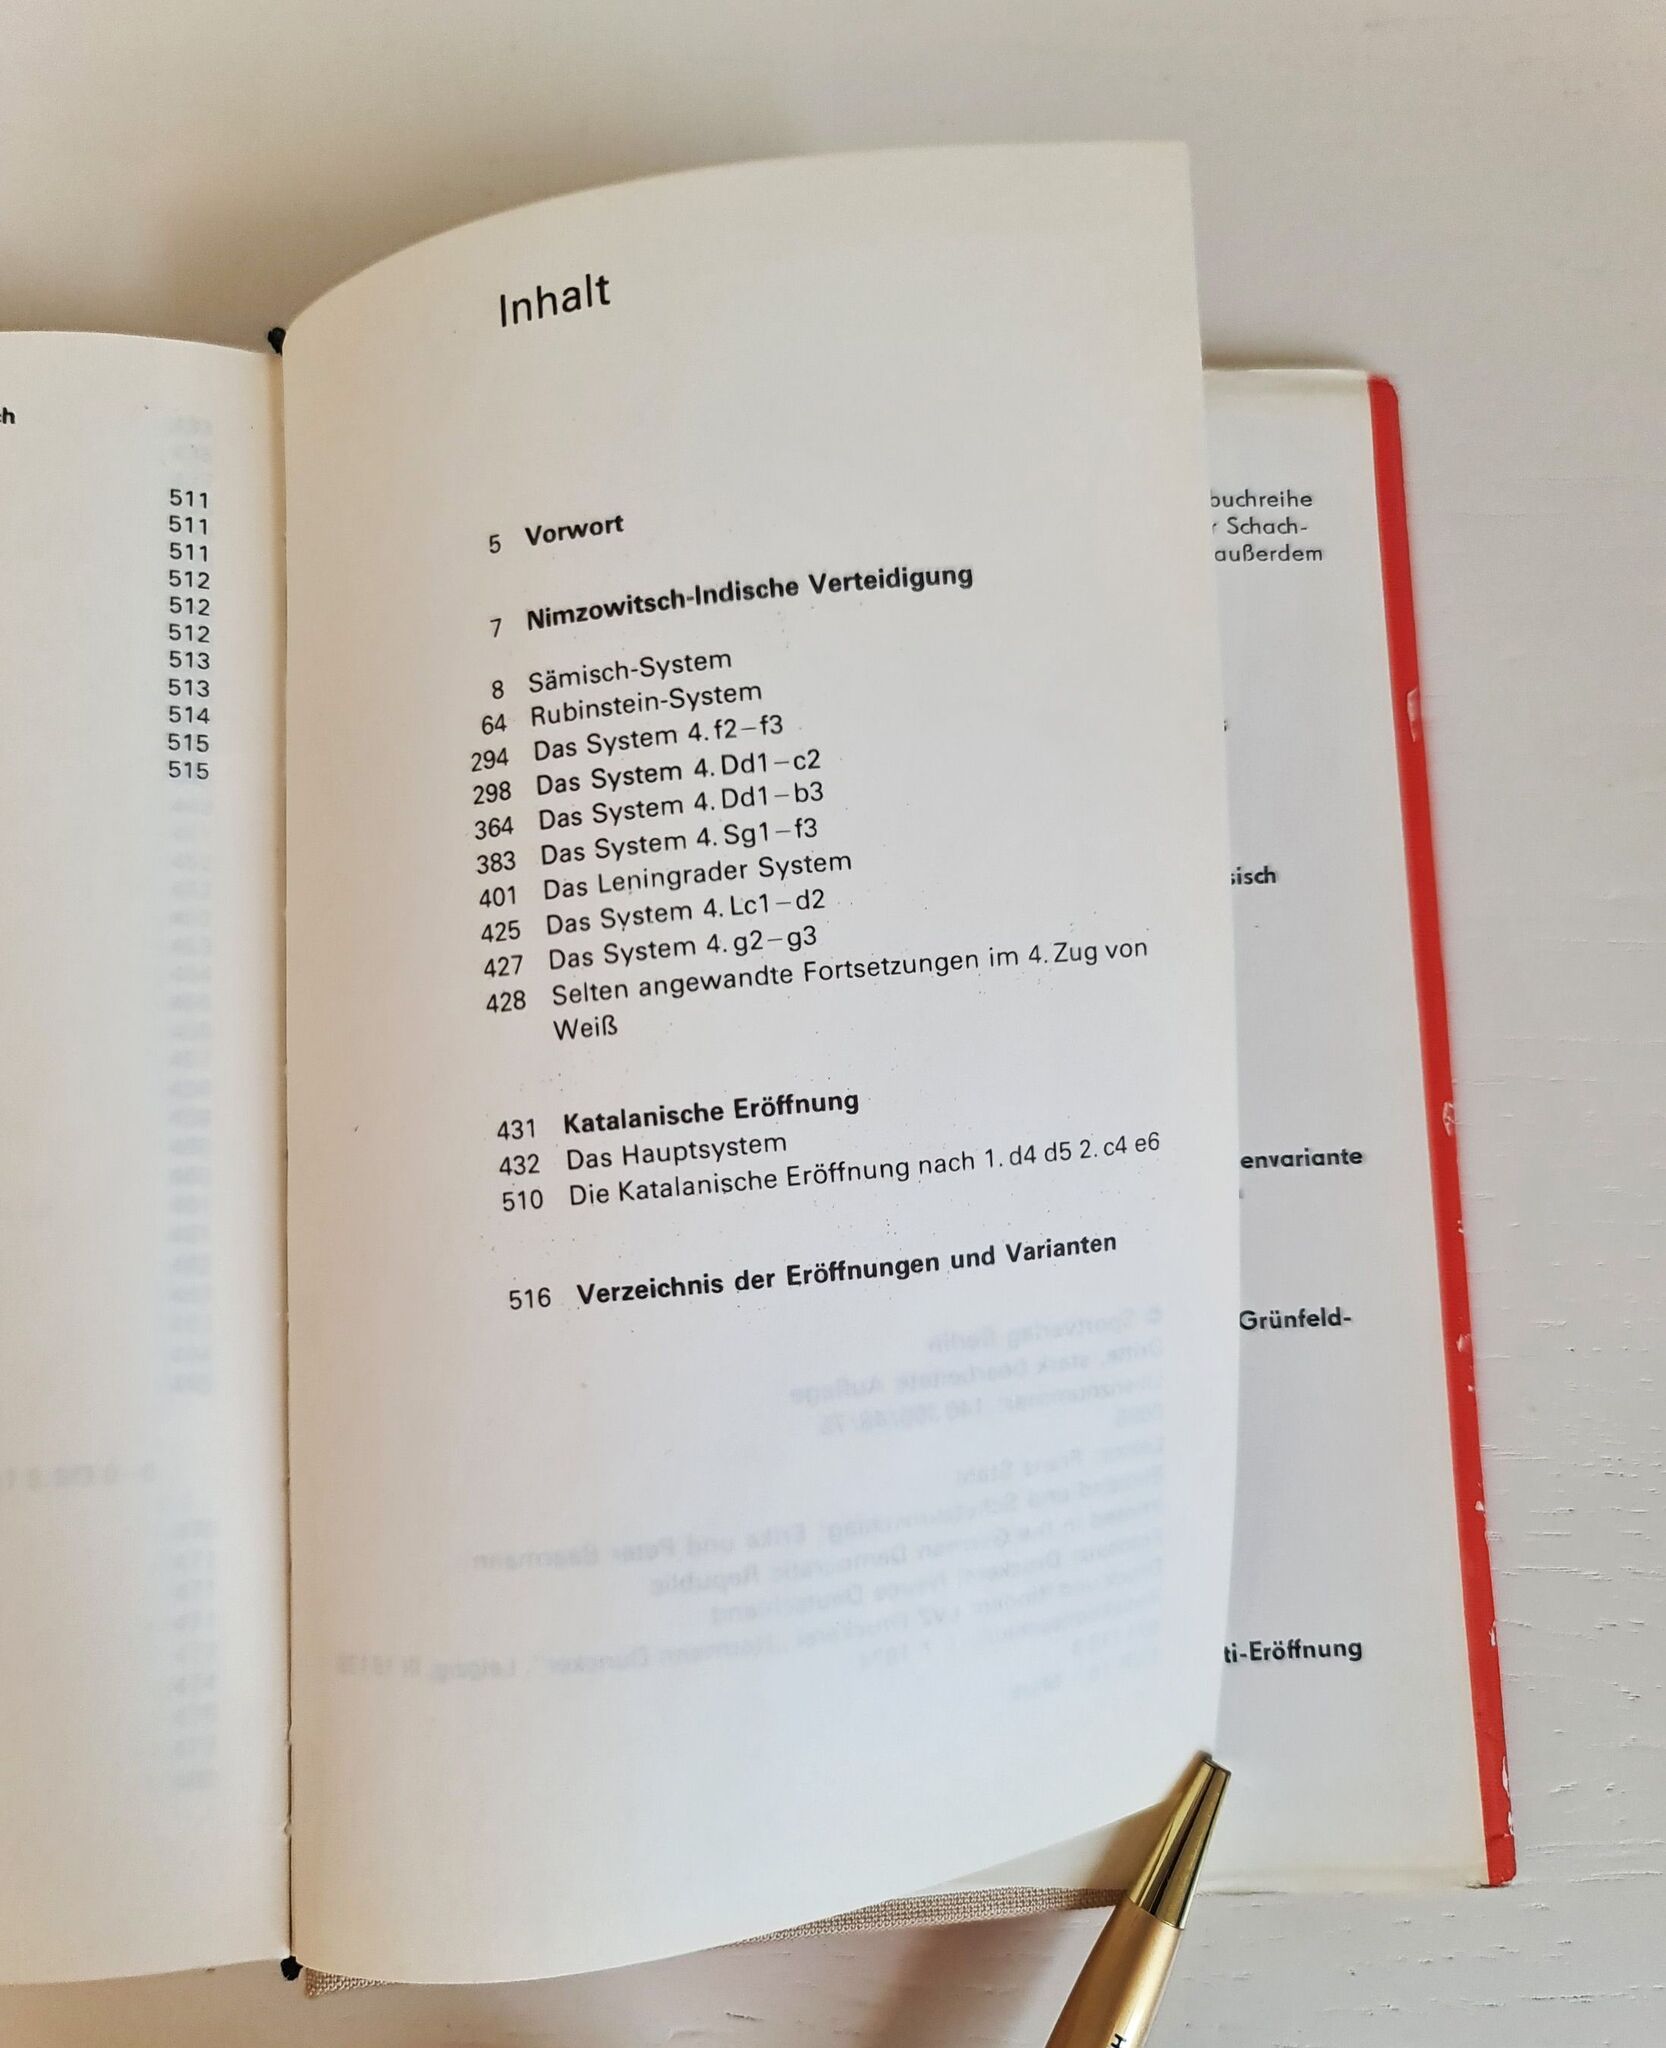 511
511
511
512
512
512
513
513
514
515
515
Inhalt
5 Vorwort
7 Nimzowitsch-Indische Verteidigung
8 Sämisch-System
64 Rubinstein-System
294 Das System 4. f2–f3
298 Das System 4. Dd1–c2
364 Das System 4. Dd1–b3
383 Das System 4. Sg1–f3
401 Das Leningrader System
425 Das System 4. Lc1–d2
427 Das System 4. g2–g3
428 Selten angewandte Fortsetzungen im 4. Zug von
Weiß
431 Katalanische Eröffnung
432 Das Hauptsystem
510 Die Katalanische Eröffnung nach 1. d4 d5 2. c4 e6
516 Verzeichnis der Eröffnungen und Varianten
buchreihe
Schach-
außerdem
sisch
envariante
Grünfeld-
ti-Eröffnung